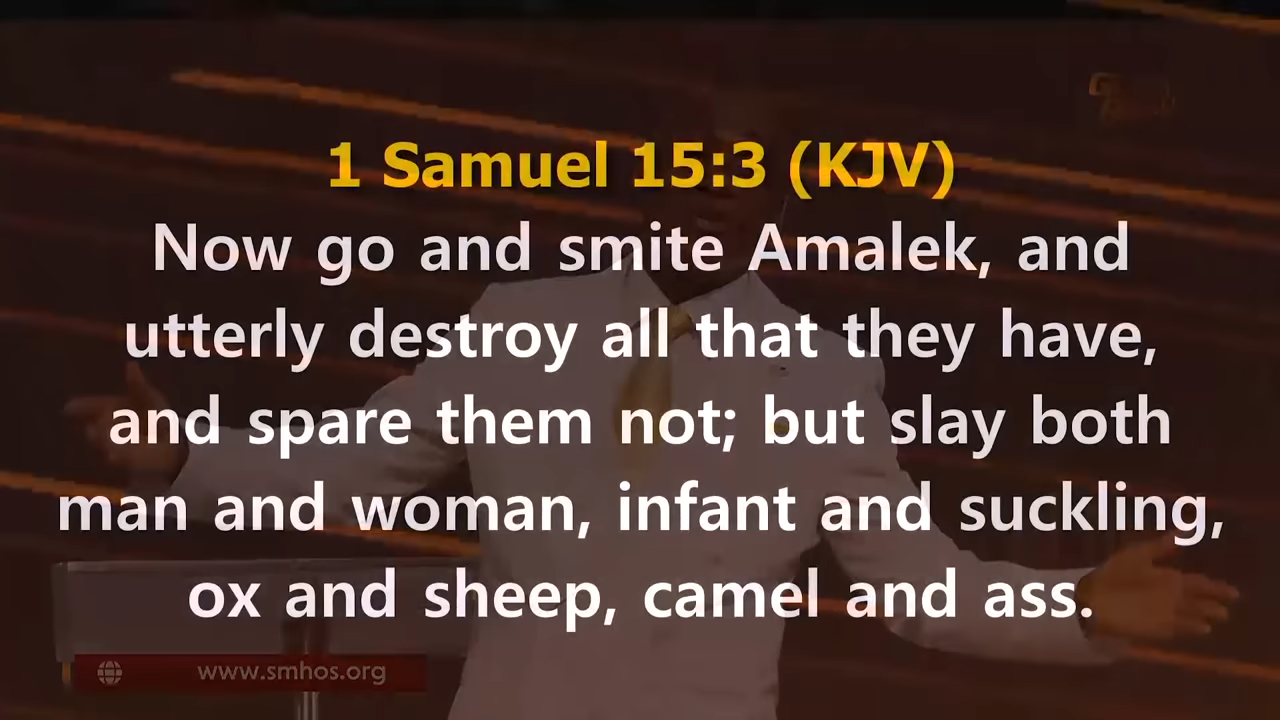 1 Samuel 15:3 (KJV)
Now go and smite Amalek, and
utterly destroy all that they have,
and spare them not; but slay both
man and woman, infant and suckling,
ox and sheep, camel and ass.
www.smhos.org